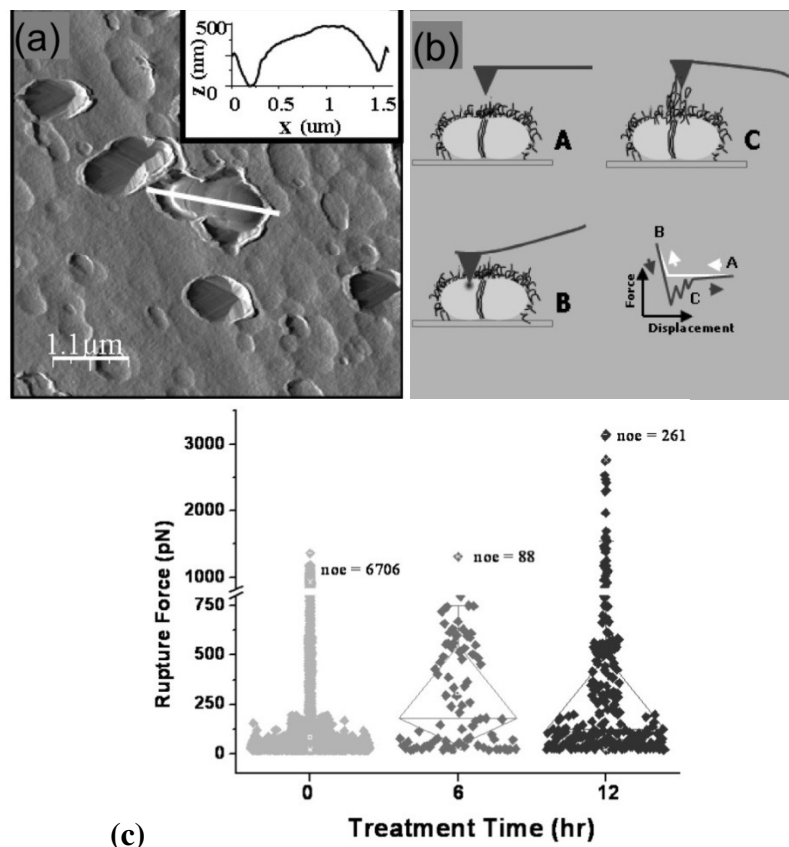 (a)
500
z (nm)
0
0 0.5 1 1.5
x (um)
1.1μm
(b)
A
C
B
B
A
C
Force
Displacement
3000
2000
1000
750
500
250
0
Rupture Force (pN)
noe = 6706
noe = 88
noe = 261
0 6 12
Treatment Time (hr)
(c)